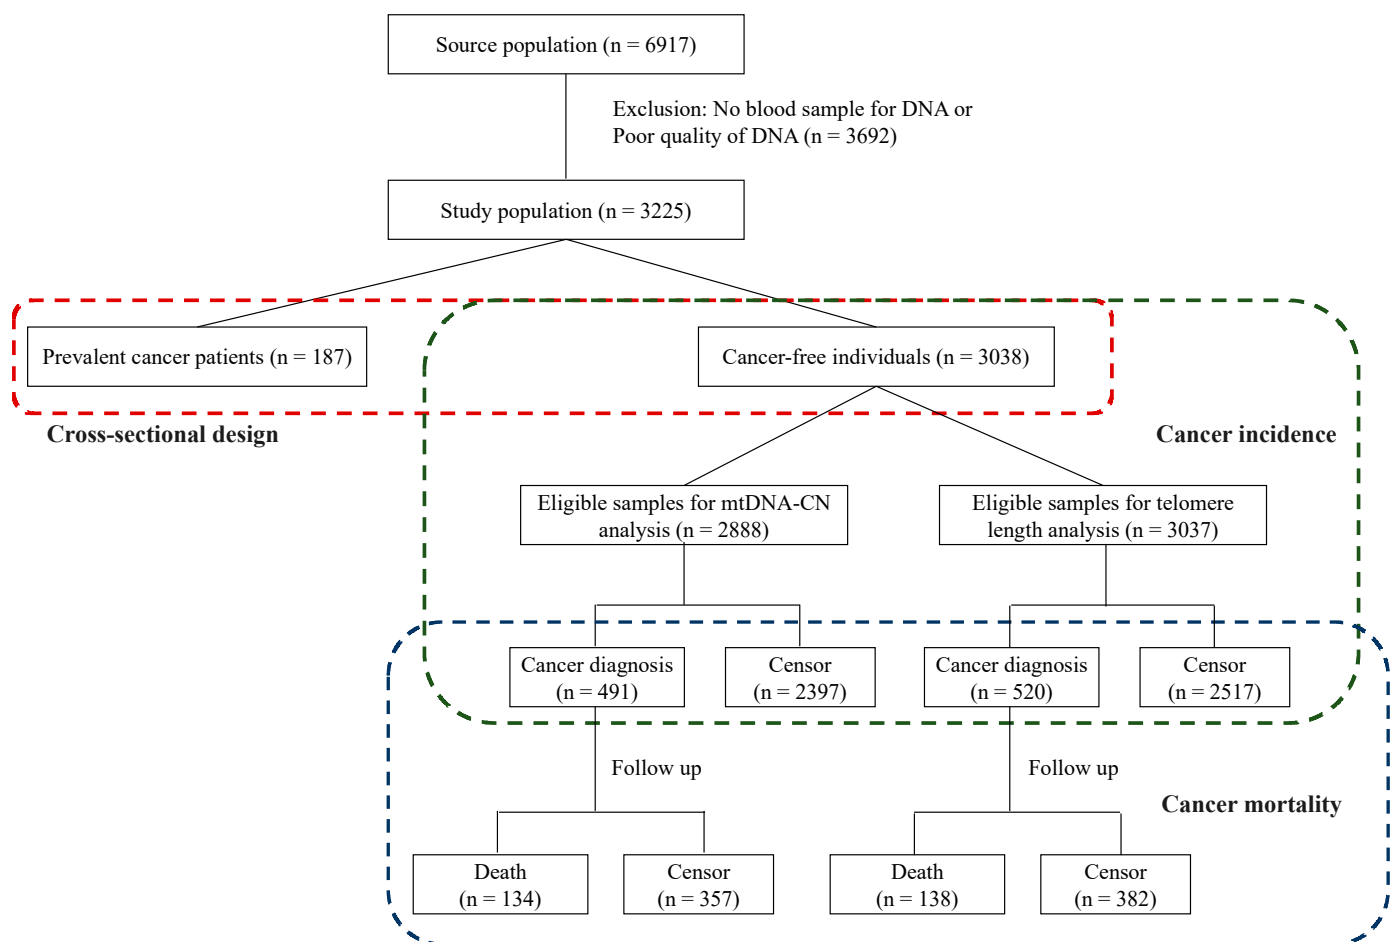 Source population (n = 6917)
Exclusion: No blood sample for DNA or
Poor quality of DNA (n = 3692)
Study population (n = 3225)
Prevalent cancer patients (n = 187)
Cancer-free individuals (n = 3038)
Cross-sectional design
Cancer incidence
Eligible samples for mtDNA-CN
analysis (n = 2888)
Eligible samples for telomere
length analysis (n = 3037)
Cancer diagnosis
(n = 491)
Censor
(n = 2397)
Cancer diagnosis
(n = 520)
Censor
(n = 2517)
Follow up
Follow up
Cancer mortality
Death
(n = 134)
Censor
(n = 357)
Death
(n = 138)
Censor
(n = 382)